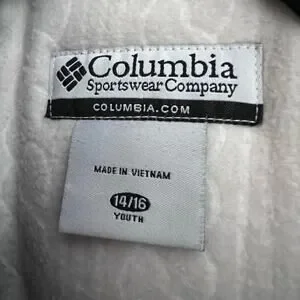 Columbia
Sportswear Company
COLUMBIA.COM
MADE IN VIETNAM
14/16
YOUTH